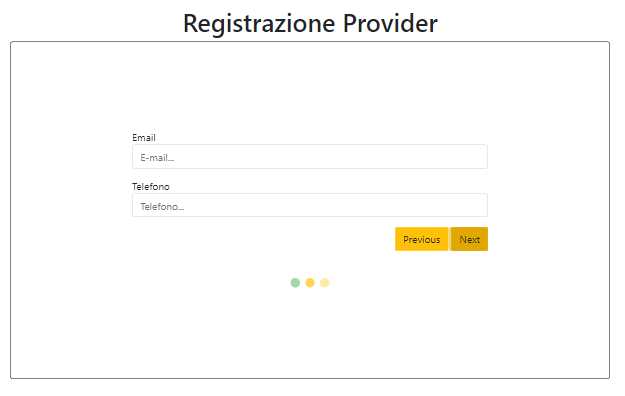 Registrazione Provider
Email
E-mail...
Telefono
Telefono...
Previous Next